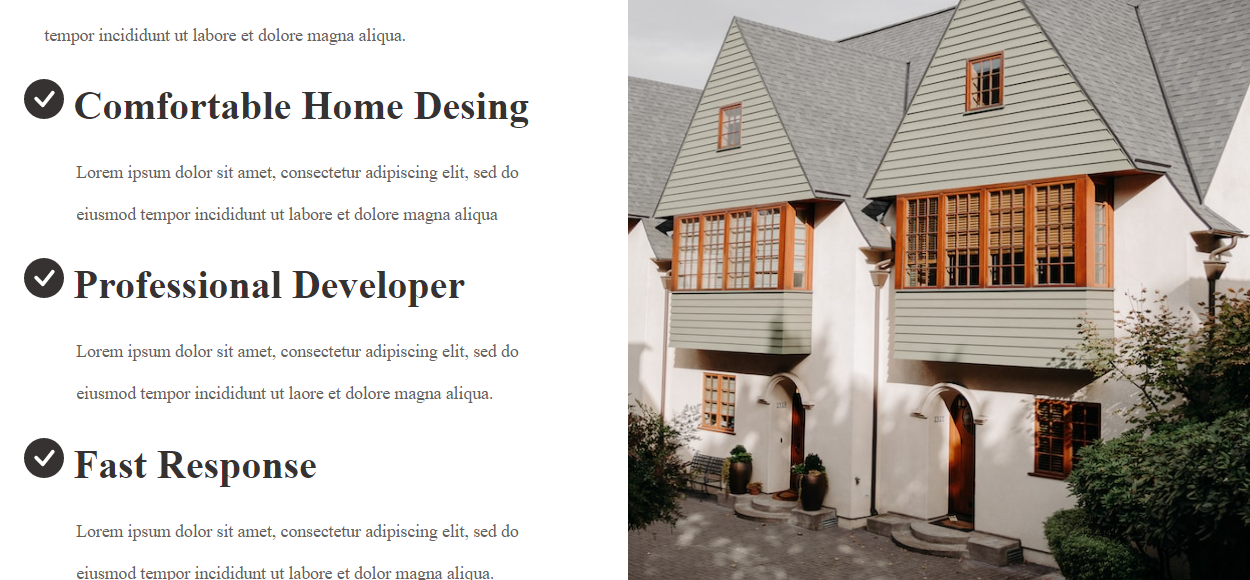 tempor incididunt ut labore et dolore magna aliqua.
Comfortable Home Desing
Lorem ipsum dolor sit amet, consectetur adipiscing elit, sed do
eiusmod tempor incididunt ut labore et dolore magna aliqua
Professional Developer
Lorem ipsum dolor sit amet, consectetur adipiscing elit, sed do
eiusmod tempor incididunt ut laore et dolore magna aliqua.
Fast Response
Lorem ipsum dolor sit amet, consectetur adipiscing elit, sed do
eiusmod tempor incididunt ut labore et dolor magna aliqua.